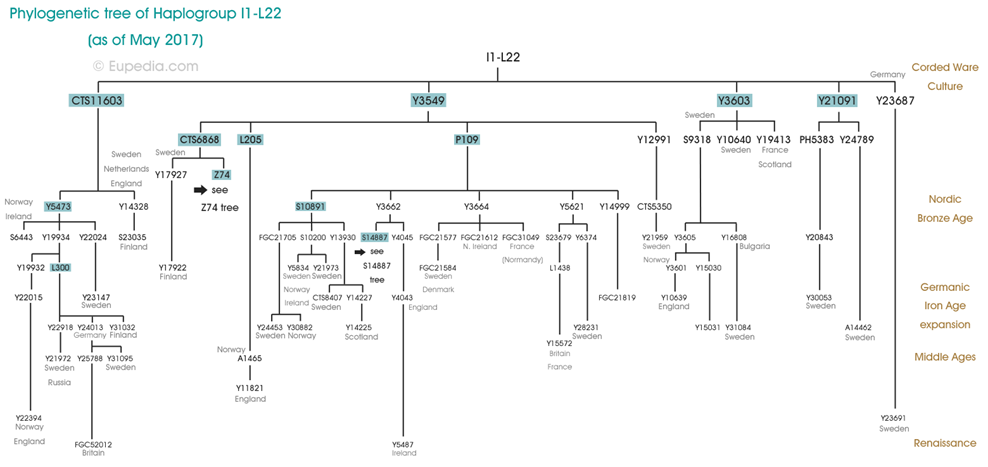 Phylogenetic tree of Haplogroup I1-L22
(as of May 2017)
© Eupedia.com
I1-L22
Germany
Corded Ware
Culture
CTS11603 Y3549 Y3603 Y21091 Y23687
Sweden
CTS6868 L205 P109 Y12991 S9318 Y10640 Y19413 PH5383 Y24789
Sweden
Sweden France
Scotland
Sweden
Netherlands
England
Y17927 Z74
see
Z74 tree
Norway
Ireland
Y5473 Y14328 S10891 Y3662 Y3664 Y5621 Y14999 CTS5350
Nordic
Bronze Age
S6443 Y19934 Y22024 S23035
Finland
FGC21705 S10200 Y13930 S14887 Y4045 FGC21577 FGC21612 FGC31049 S23679 Y6374 Y21959 Y3605 Y16808 Y20843
see
S14887
tree
N. Ireland France
(Normandy)
Sweden
Norway
Bulgaria
Y19932 L300 Y17922
Finland
Y5834 Y21973
Sweden Sweden
Norway
Ireland
FGC21584
Sweden
Denmark
L1438 Y3601 Y15030
Y22015 Y23147
Sweden
CTS8407 Y14227
Sweden
Y4043
England
FGC21819 Y10639
England
Y30053
Sweden
Germanic
Iron Age
expansion
Y22918 Y24013 Y31032
Germany Finland
Y24453 Y30882
Sweden Norway
Y14225
Scotland
Y28231
Sweden
Y15031 Y31084
Sweden
A14462
Sweden
Y15572
Britain
France
Norway
Y21972 Y25788 Y31095
Sweden Sweden
Russia
A1465
Middle Ages
Y11821
England
Y22394
Norway
England
Y23691
Sweden
FGC52012
Britain
Y5487
Ireland
Renaissance